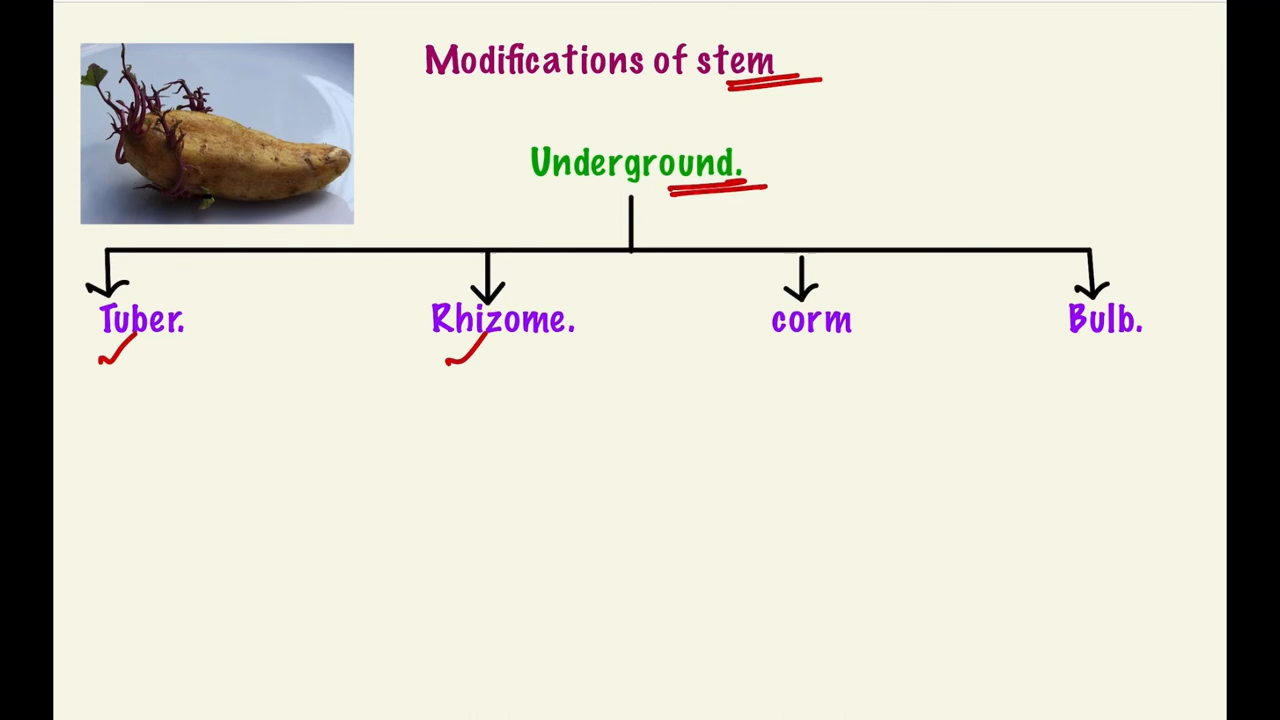 Modifications of stem
Underground.
Tuber. Rhizome. corm Bulb.